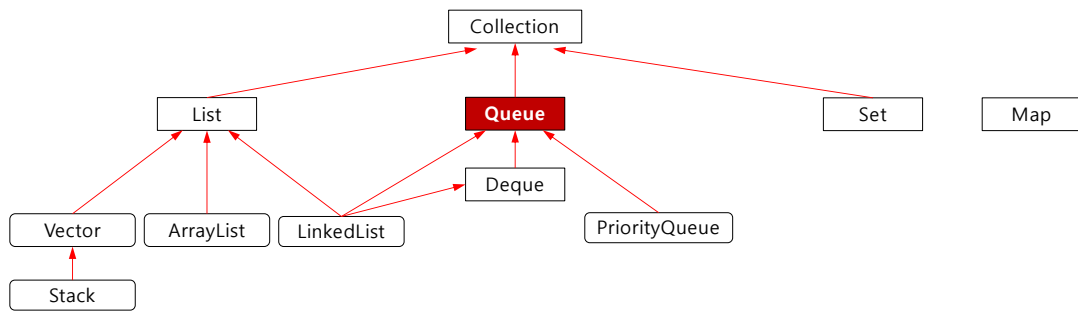 Collection
List
Queue
Set
Map
Deque
Vector
ArrayList
LinkedList
PriorityQueue
Stack